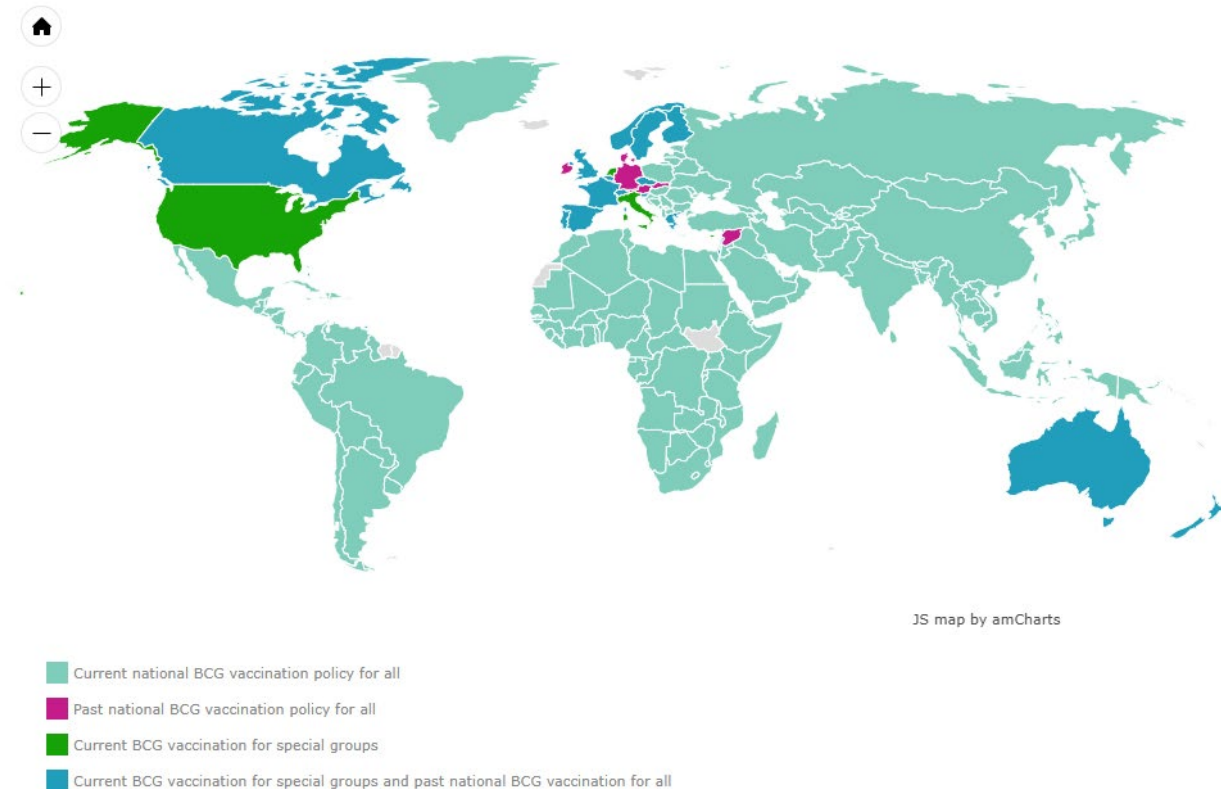 JS map by amCharts
Current national BCG vaccination policy for all
Past national BCG vaccination policy for all
Current BCG vaccination for special groups
Current BCG vaccination for special groups and past national BCG vaccination for all